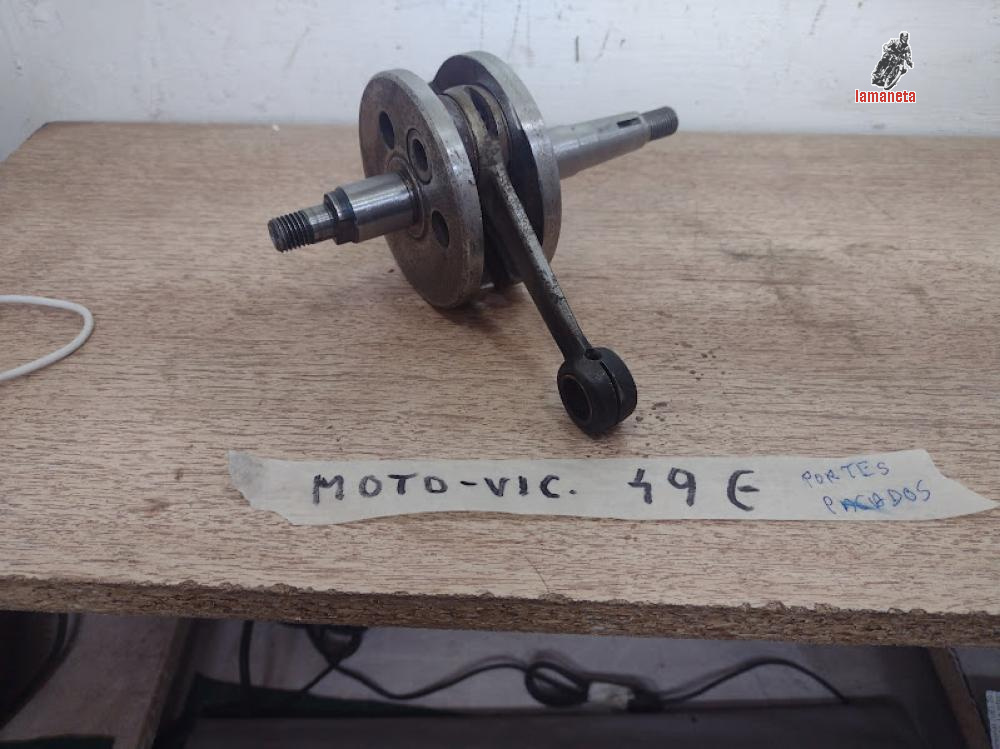 lamaneta
MOTO-VIC. 49 € PORTES
PAGADOS